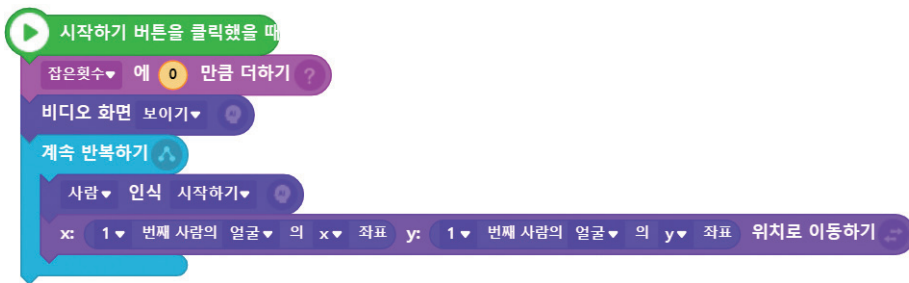 시작하기 버튼을 클릭했을 때
잡은횟수 에 0 만큼 더하기 ?
비디오 화면 보이기
계속 반복하기
사람 인식 시작하기
x: 1 번째 사람의 얼굴 의 x 좌표 y: 1 번째 사람의 얼굴 의 y 좌표 위치로 이동하기